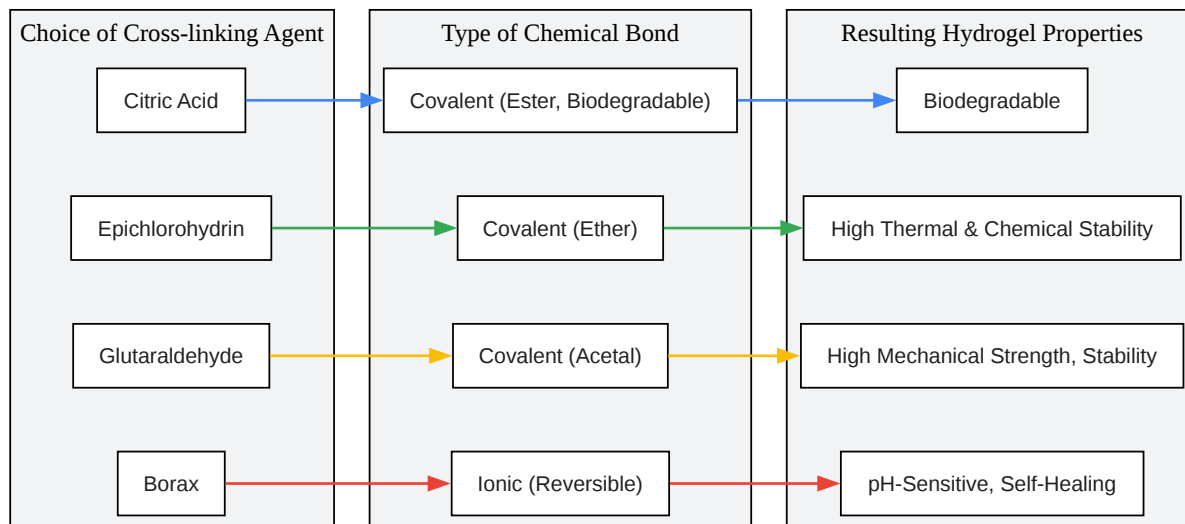 Choice of Cross-linking Agent
Type of Chemical Bond
Resulting Hydrogel Properties
Citric Acid
Covalent (Ester, Biodegradable)
Biodegradable
Epichlorohydrin
Covalent (Ether)
High Thermal & Chemical Stability
Glutaraldehyde
Covalent (Acetal)
High Mechanical Strength, Stability
Borax
Ionic (Reversible)
pH-Sensitive, Self-Healing